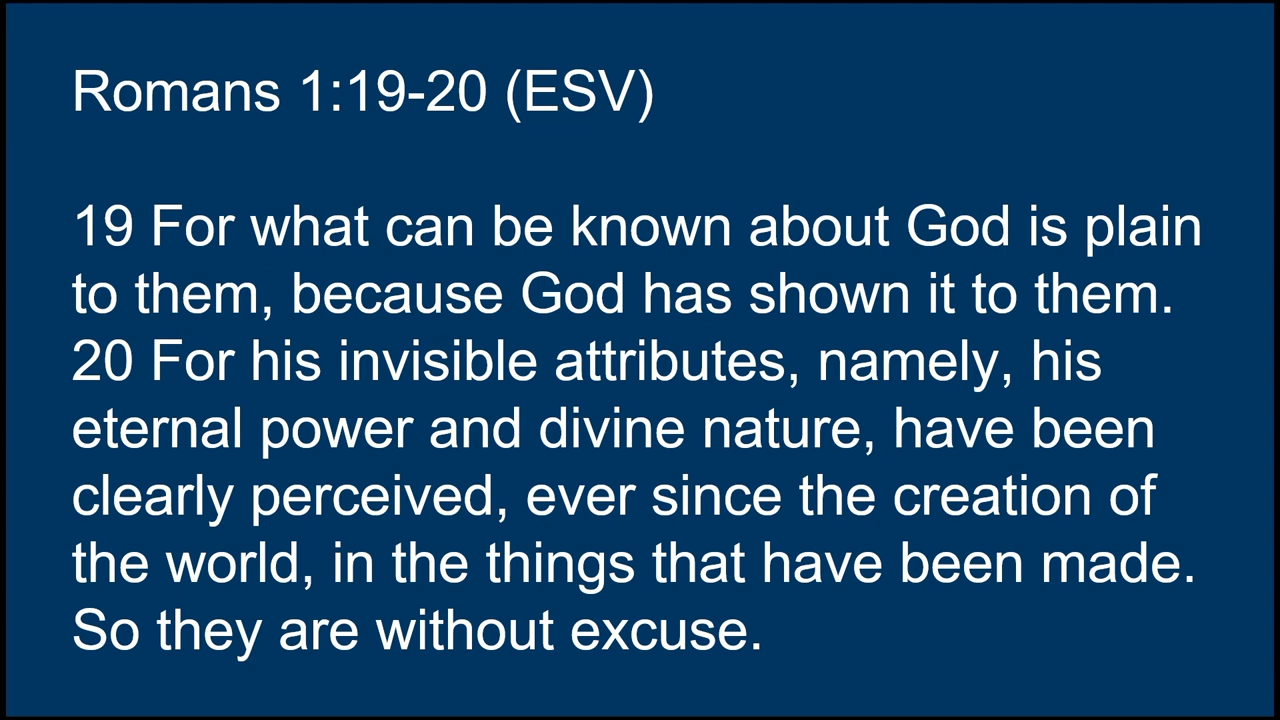 Romans 1:19-20 (ESV)
19 For what can be known about God is plain
to them, because God has shown it to them.
20 For his invisible attributes, namely, his
eternal power and divine nature, have been
clearly perceived, ever since the creation of
the world, in the things that have been made.
So they are without excuse.